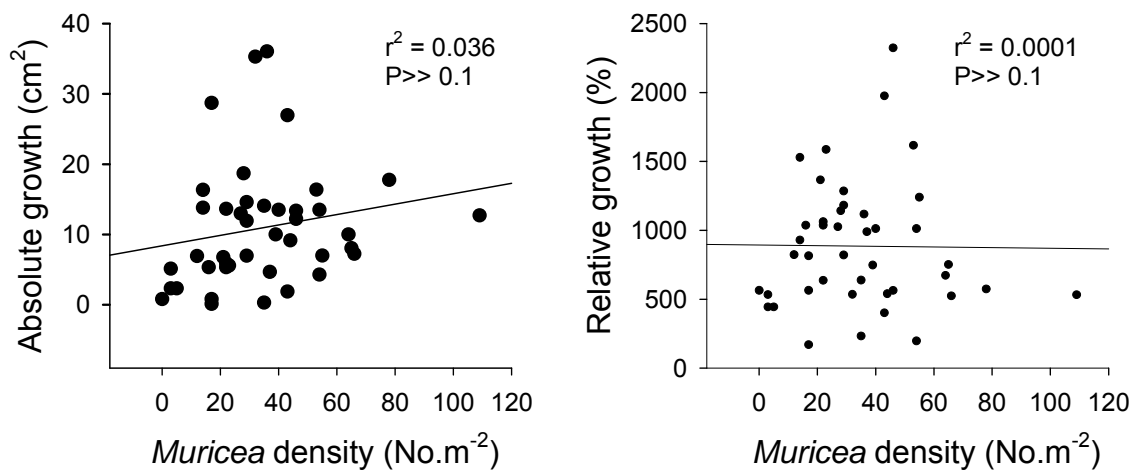 Absolute growth (cm²)
40
30
20
10
0
r² = 0.036
P>> 0.1
0 20 40 60 80 100 120
Muricea density (No.m⁻²)
Relative growth (%)
2500
2000
1500
1000
500
0
r² = 0.0001
P>> 0.1
0 20 40 60 80 100 120
Muricea density (No.m⁻²)